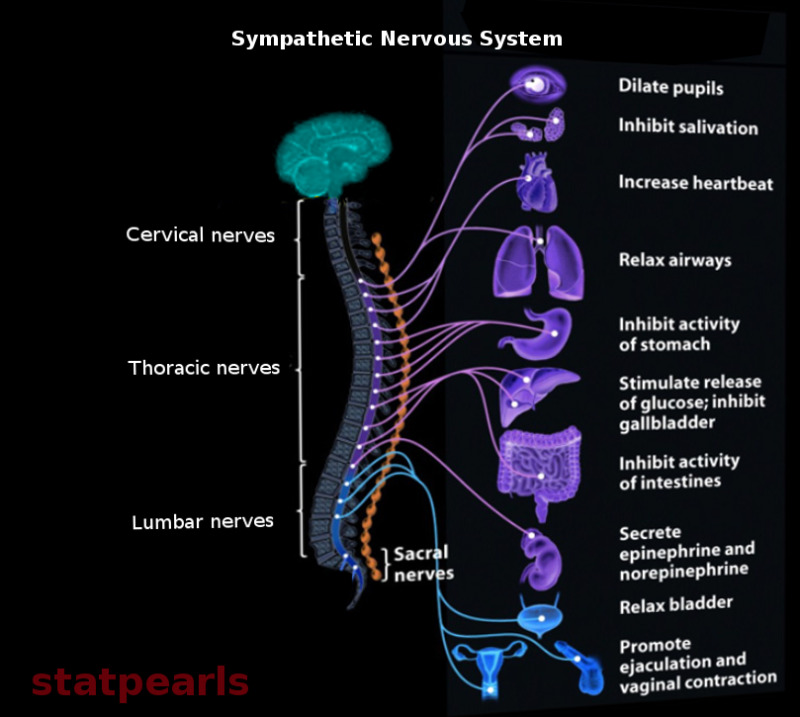 Sympathetic Nervous System
Dilate pupils
Inhibit salivation
Increase heartbeat
Cervical nerves
Relax airways
Inhibit activity
of stomach
Thoracic nerves
Stimulate release
of glucose; inhibit
gallbladder
Inhibit activity
of intestines
Lumbar nerves
Secrete
epinephrine and
norepinephrine
Sacral
nerves
Relax bladder
Promote
ejaculation and
vaginal contraction
statpearls